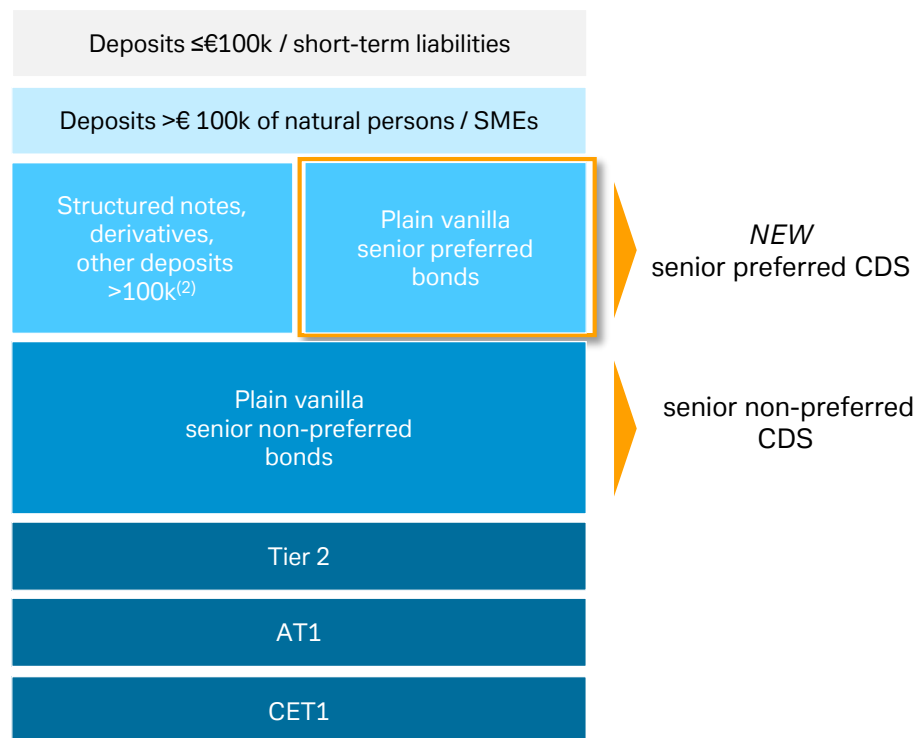 Deposits ≤€100k / short-term liabilities
Deposits >€ 100k of natural persons / SMEs
Structured notes,
derivatives,
other deposits
>100k(2)
Plain vanilla
senior preferred
bonds
NEW
senior preferred CDS
Plain vanilla
senior non-preferred
bonds
senior non-preferred
CDS
Tier 2
AT1
CET1